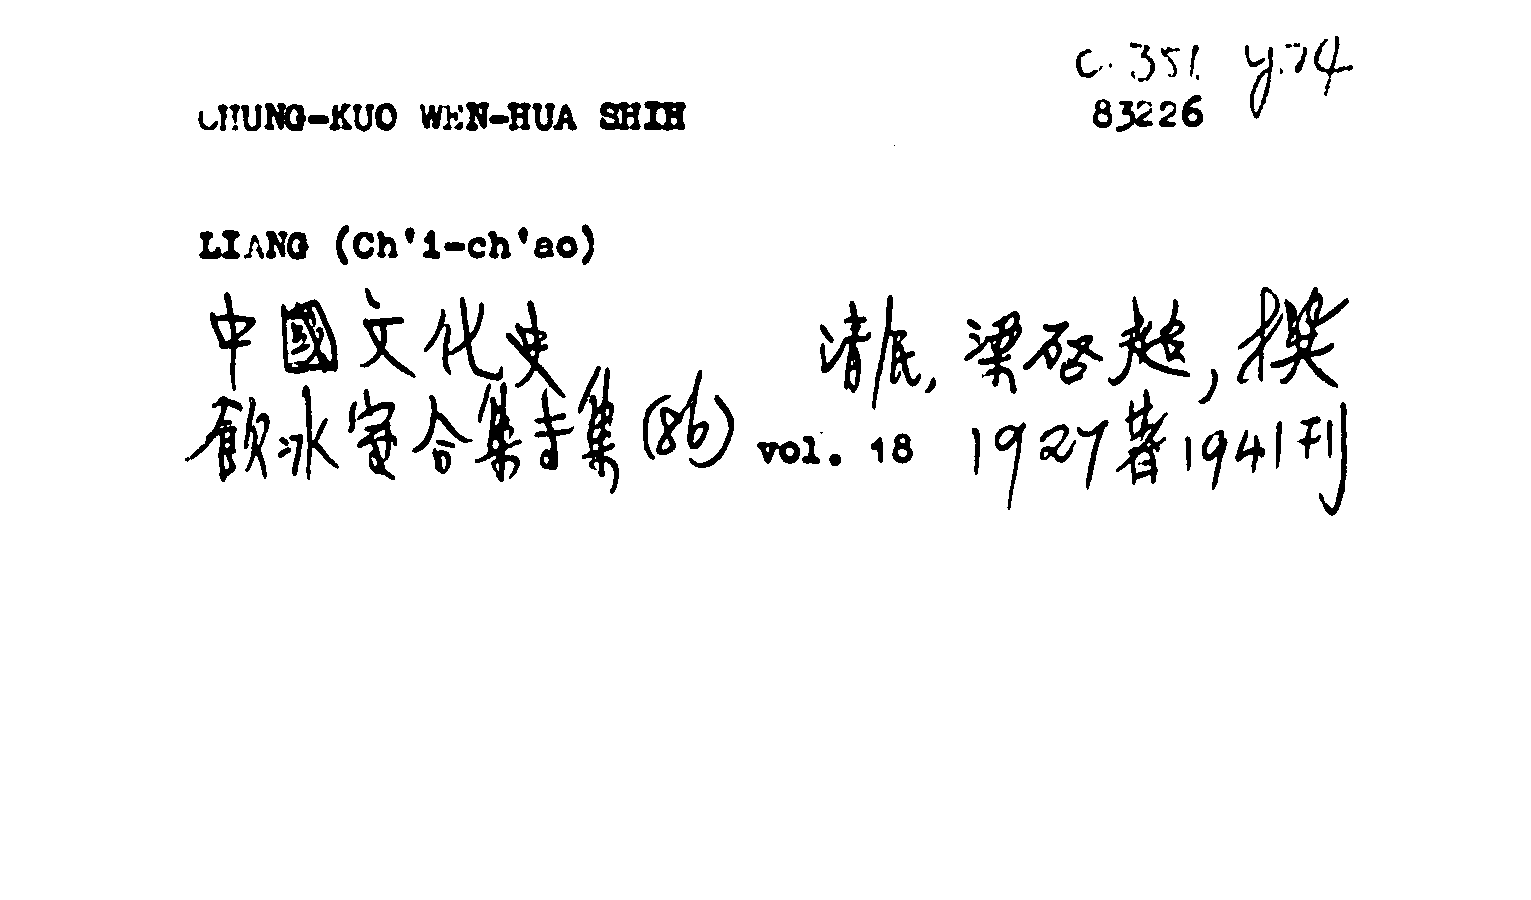 c. 351. y.74
CHUNG-KUO WEN-HUA SHIH 83226
LIANG (Ch'i-ch'ao)
中國文化史 清民, 梁啓超, 撰
飲冰室合集專集(86) vol. 18 1927著1941刊